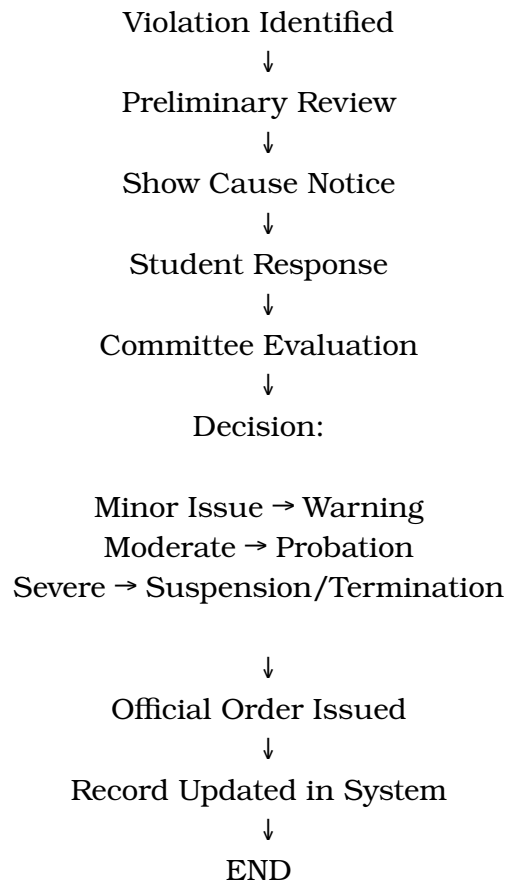 Violation Identified
↓
Preliminary Review
↓
Show Cause Notice
↓
Student Response
↓
Committee Evaluation
↓
Decision:
Minor Issue → Warning
Moderate → Probation
Severe → Suspension/Termination
↓
Official Order Issued
↓
Record Updated in System
↓
END